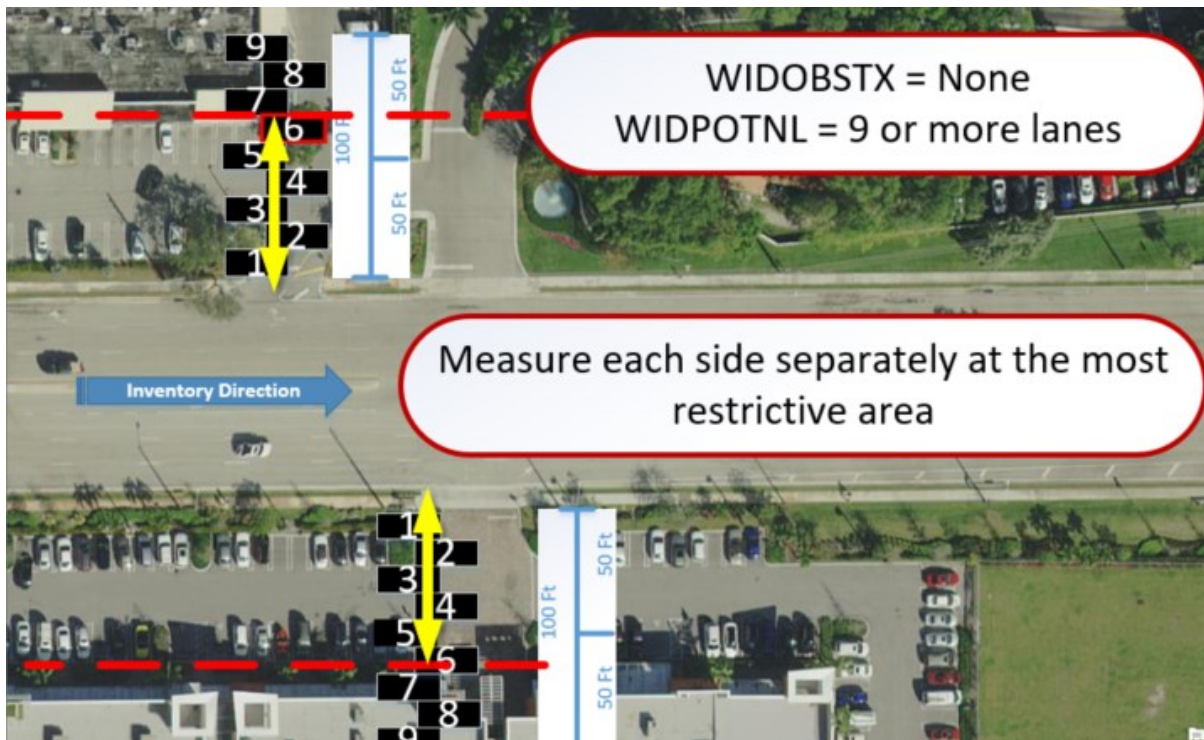 9
8
7
6
5
4
3
2
1
100 Ft
50 Ft
50 Ft
WIDOBSTX = None
WIDPOTNL = 9 or more lanes
Measure each side separately at the most
restrictive area
Inventory Direction
1
2
3
4
5
6
7
8
9
100 Ft
50 Ft
50 Ft